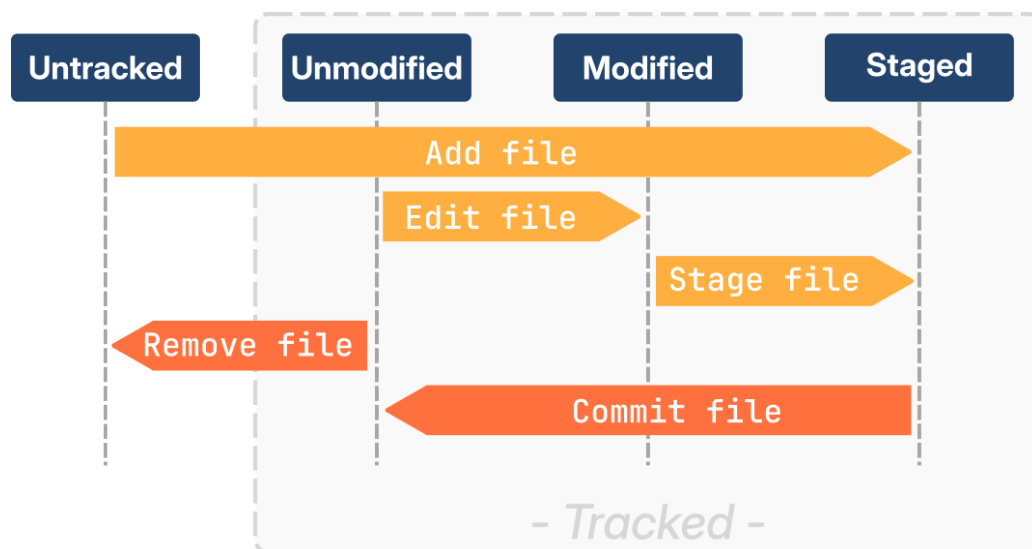 Untracked
Unmodified
Modified
Staged
Add file
Edit file
Stage file
Remove file
Commit file
- Tracked -